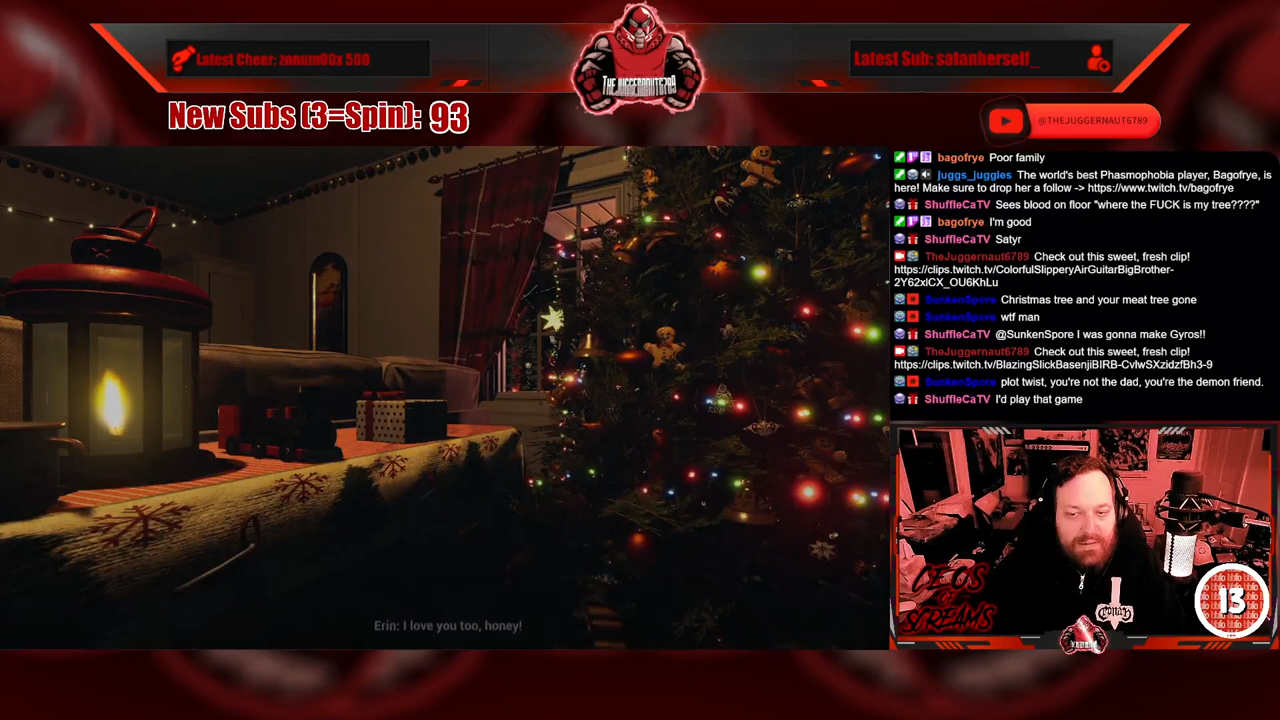 Latest Cheer: zonum00x 500
THEJUGGERNAUT6789
Latest Sub: satanherself_
New Subs (3=Spin): 93
@THEJUGGERNAUT6789
bagofrye Poor family
juggs_juggies The world's best Phasmophobia player, Bagofrye, is
here! Make sure to drop her a follow -> https://www.twitch.tv/bagofrye
ShuffleCaTV Sees blood on floor "where the FUCK is my tree????"
bagofrye I'm good
ShuffleCaTV Satyr
TheJuggernaut6789 Check out this sweet, fresh clip!
https://clips.twitch.tv/ColorfulSlipperyAirGuitarBigBrother-
2Y62xlCX_OU6KhLu
SunkenSpore Christmas tree and your meat tree gone
SunkenSpore wtf man
ShuffleCaTV @SunkenSpore I was gonna make Gyros!!
TheJuggernaut6789 Check out this sweet, fresh clip!
https://clips.twitch.tv/BlazingSlickBasenjiBIRB-CvlwSXzidzfBh3-9
SunkenSpore plot twist, you're not the dad, you're the demon friend.
ShuffleCaTV I'd play that game
CEOS
OF
SCREAMS
13
Erin: I love you too, honey!